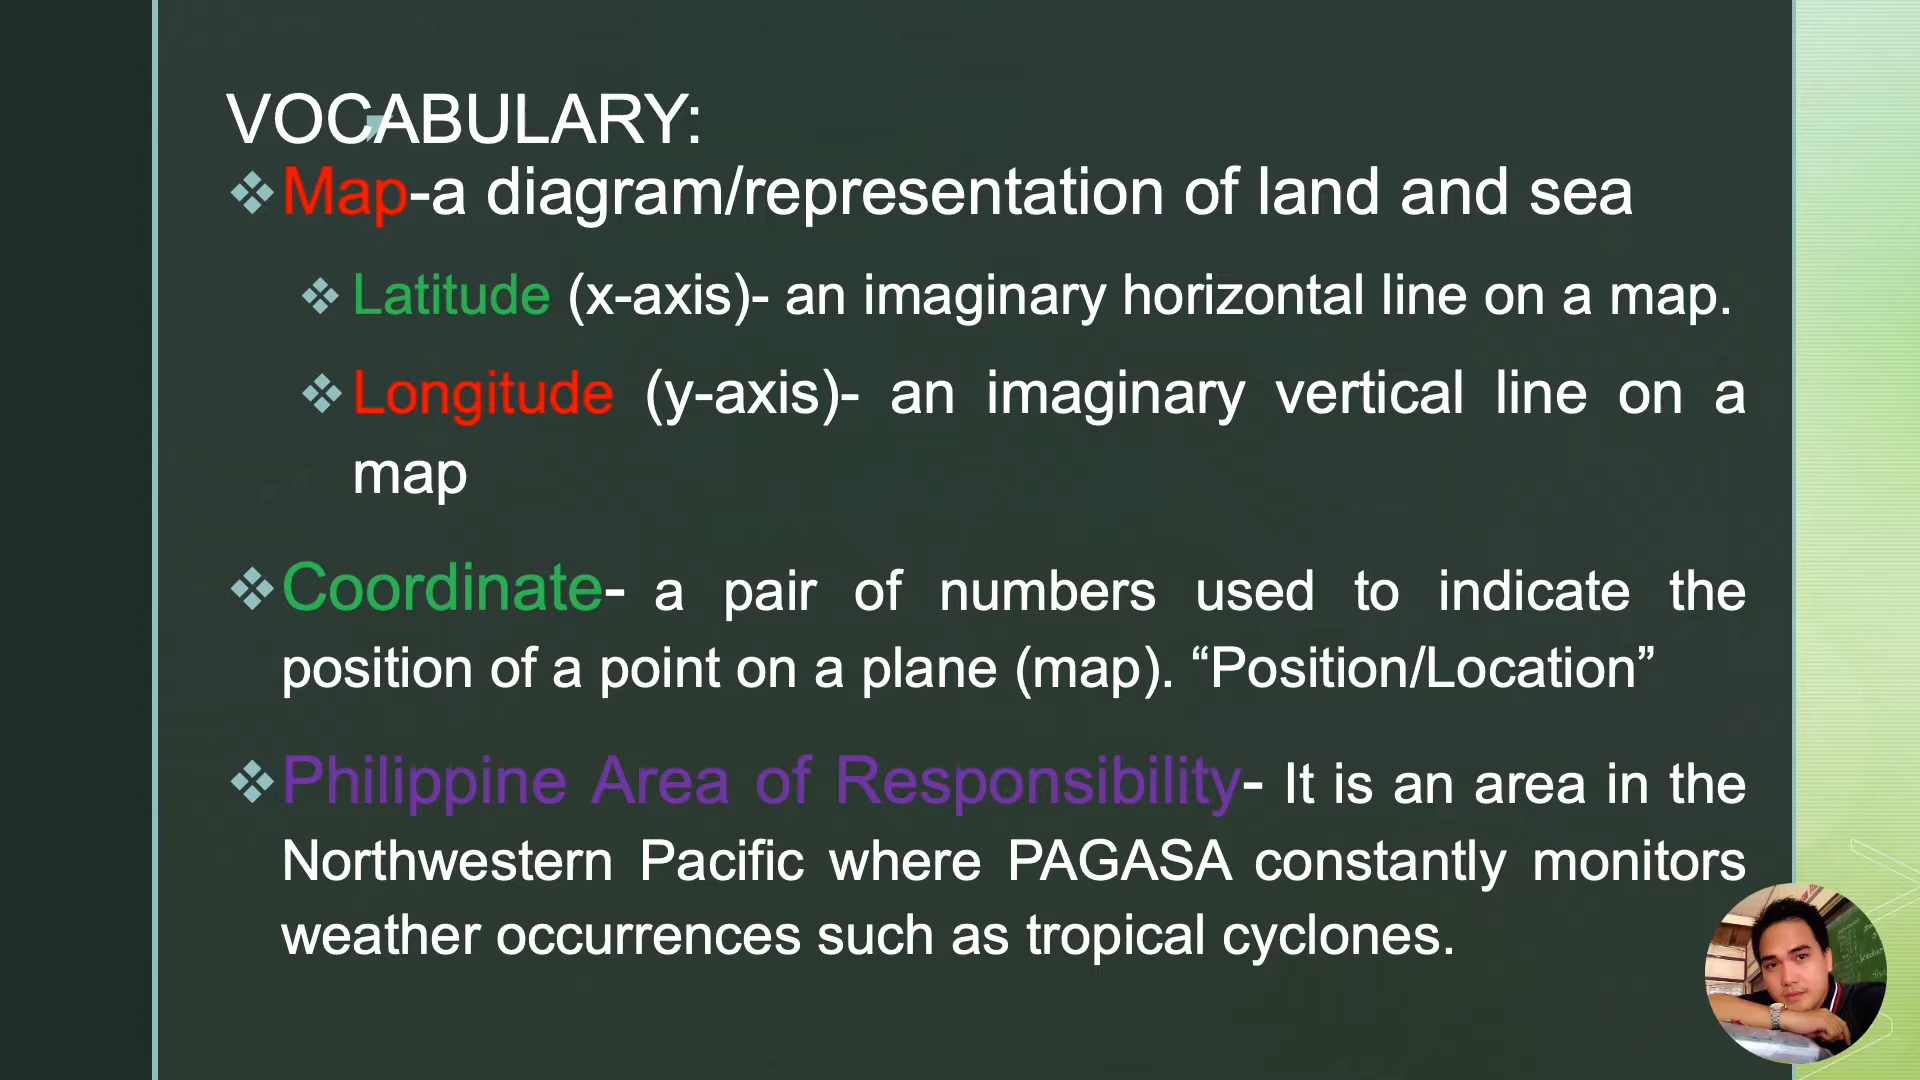 VOCABULARY:
❖Map-a diagram/representation of land and sea
❖Latitude (x-axis)- an imaginary horizontal line on a map.
❖Longitude (y-axis)- an imaginary vertical line on a
map
❖Coordinate- a pair of numbers used to indicate the
position of a point on a plane (map). “Position/Location”
❖Philippine Area of Responsibility- It is an area in the
Northwestern Pacific where PAGASA constantly monitors
weather occurrences such as tropical cyclones.